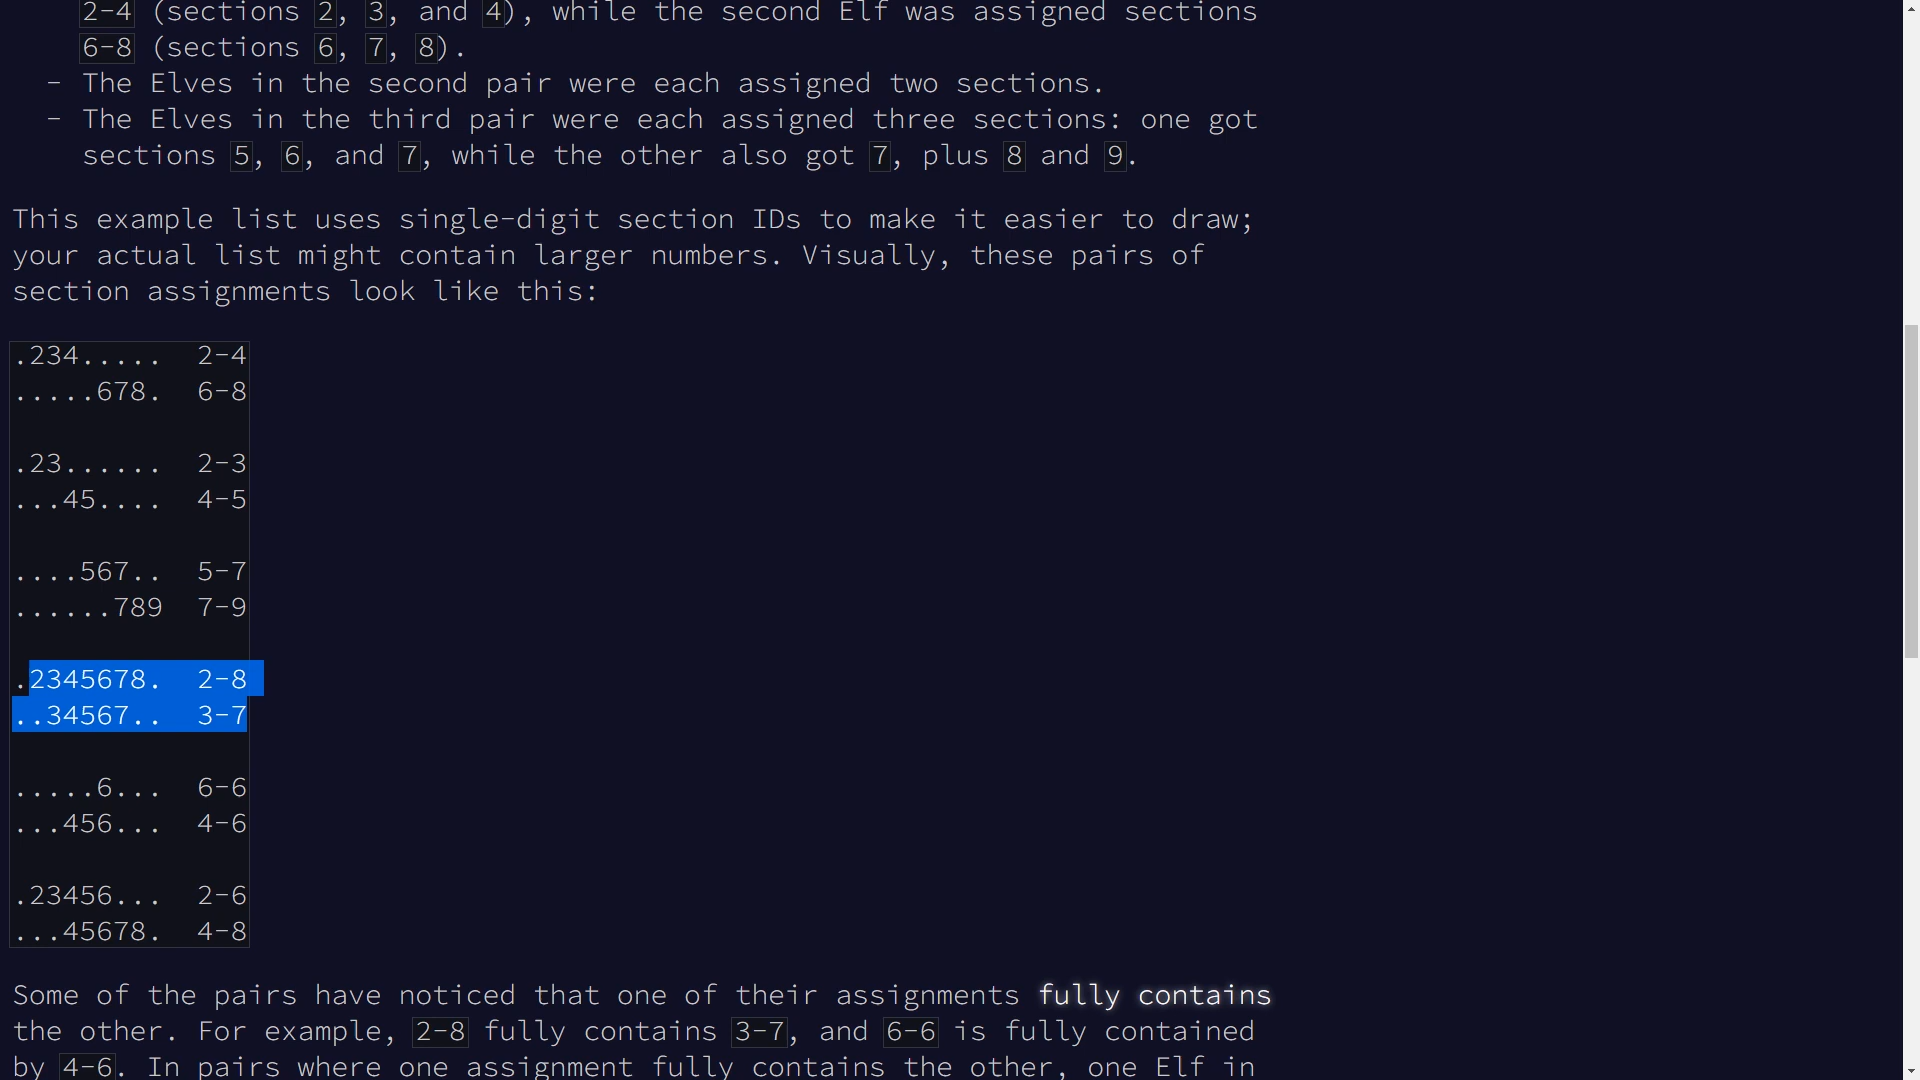 2-4 (sections 2, 3, and 4), while the second Elf was assigned sections
6-8 (sections 6, 7, 8).
- The Elves in the second pair were each assigned two sections.
- The Elves in the third pair were each assigned three sections: one got
sections 5, 6, and 7, while the other also got 7, plus 8 and 9.
This example list uses single-digit section IDs to make it easier to draw;
your actual list might contain larger numbers. Visually, these pairs of
section assignments look like this:
.234.....  2-4
.....678.  6-8
.23......  2-3
...45....  4-5
....567..  5-7
......789  7-9
.2345678.  2-8
..34567..  3-7
.....6...  6-6
...456...  4-6
.23456...  2-6
...45678.  4-8
Some of the pairs have noticed that one of their assignments fully contains
the other. For example, 2-8 fully contains 3-7, and 6-6 is fully contained
by 4-6. In pairs where one assignment fully contains the other, one Elf in